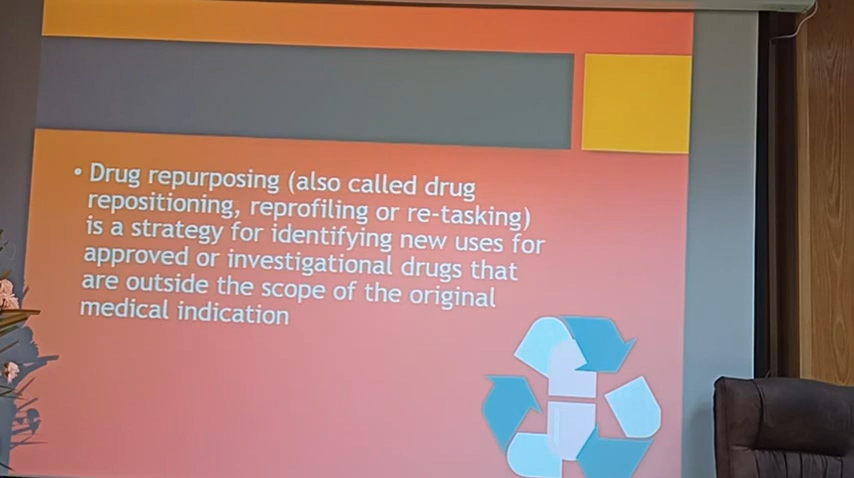 • Drug repurposing (also called drug
repositioning, reprofiling or re-tasking)
is a strategy for identifying new uses for
approved or investigational drugs that
are outside the scope of the original
medical indication